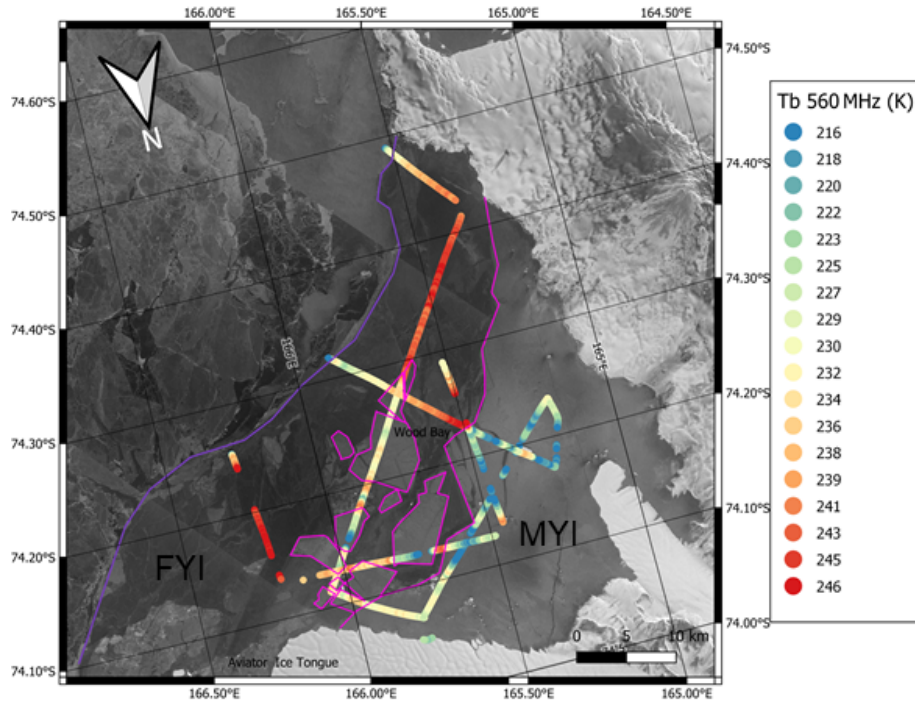 166.00°E 165.50°E 165.00°E 164.50°E
74.50°S
74.60°S
74.40°S
74.50°S
74.30°S
74.40°S
166°E
165°E
74.20°S
74.30°S
Wood Bay
74.10°S
74.20°S
FYI
MYI
74.00°S
0 5 10 km
74.10°S
Aviator Ice Tongue
166.50°E 166.00°E 165.50°E 165.00°E
N
Tb 560 MHz (K)
216
218
220
222
223
225
227
229
230
232
234
236
238
239
241
243
245
246